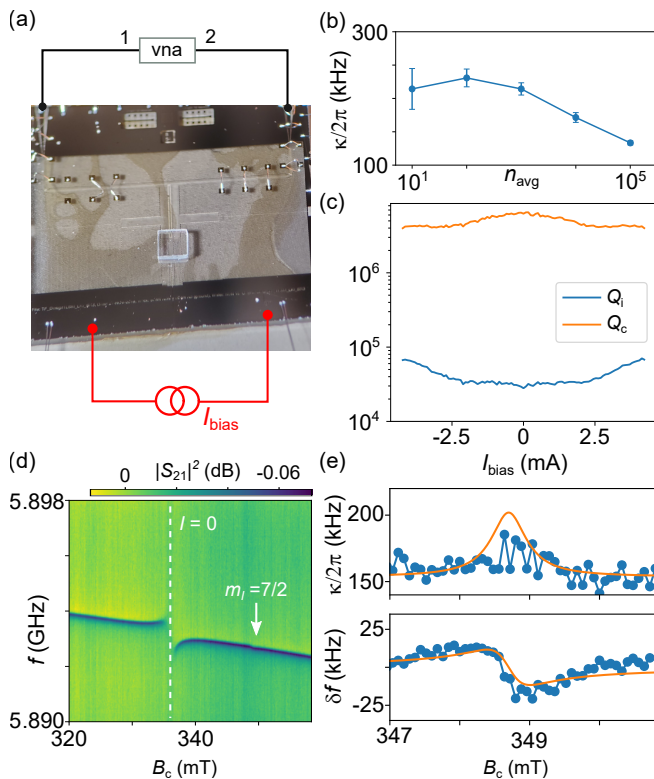 (a)
1 vna 2
I_bias
(b)
κ/2π (kHz)
300
100
10^1 n_avg 10^5
(c)
10^6
10^5
10^4
Q_i
Q_c
-2.5 0 2.5
I_bias (mA)
(d)
0 |S_21|^2 (dB) -0.06
5.898
f (GHz)
5.890
I = 0
m_I =7/2
320 340
B_c (mT)
(e)
κ/2π (kHz)
200
150
δf (kHz)
25
-25
347 349
B_c (mT)